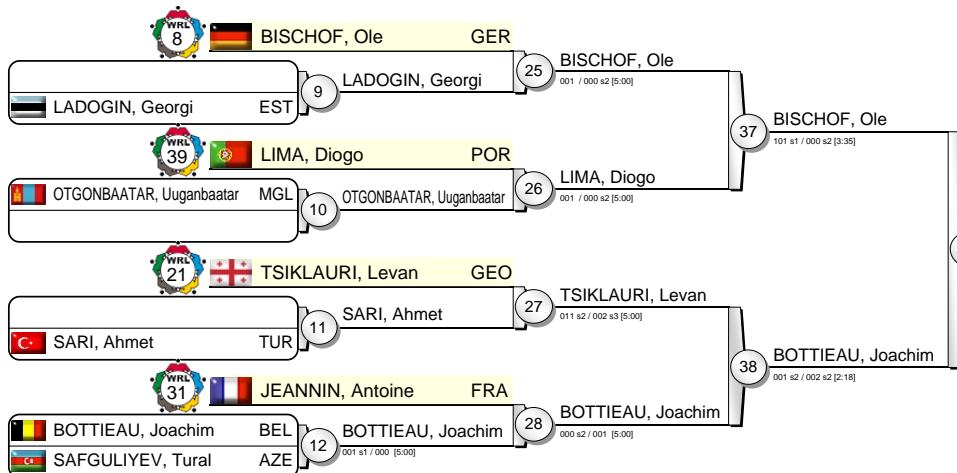 WRL
8
BISCHOF, Ole GER
LADOGIN, Georgi EST
9
LADOGIN, Georgi
25
BISCHOF, Ole
001 / 000 s2 [5:00]
WRL
39
LIMA, Diogo POR
OTGONBAATAR, Uuganbaatar MGL
10
OTGONBAATAR, Uuganbaatar
26
LIMA, Diogo
001 / 000 s2 [5:00]
37
BISCHOF, Ole
101 s1 / 000 s2 [3:35]
WRL
21
TSIKLAURI, Levan GEO
SARI, Ahmet TUR
11
SARI, Ahmet
27
TSIKLAURI, Levan
011 s2 / 002 s3 [5:00]
WRL
31
JEANNIN, Antoine FRA
BOTTIEAU, Joachim BEL
SAFGULIYEV, Tural AZE
12
BOTTIEAU, Joachim
001 s1 / 000 [5:00]
28
BOTTIEAU, Joachim
000 s2 / 001 [5:00]
38
BOTTIEAU, Joachim
001 s2 / 002 s2 [2:18]